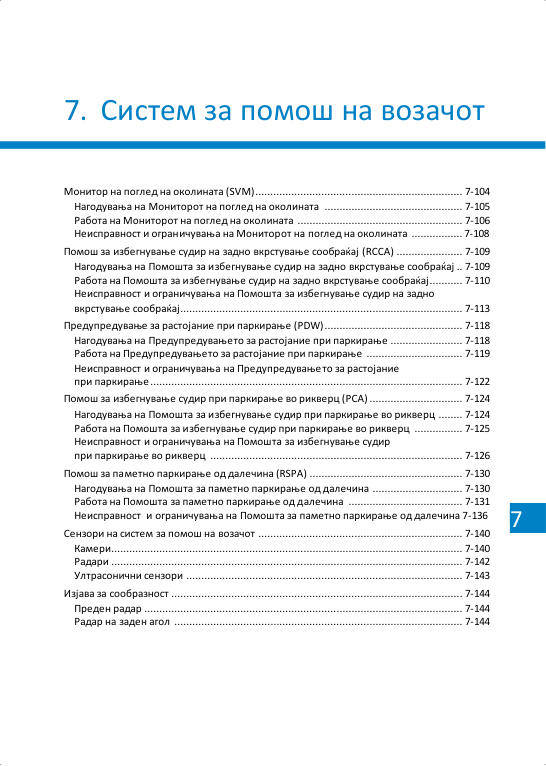 7. Систем за помош на возачот
Монитор на поглед на околината (SVM)........................................................................ 7-104
Нагодувања на Мониторот на поглед на околината ................................................ 7-105
Работа на Мониторот на поглед на околината ......................................................... 7-106
Неисправност и ограничувања на Мониторот на поглед на околината ................. 7-108
Помош за избегнување судир на задно вкрстување сообраќај (RCCA) ...................... 7-109
Нагодувања на Помошта за избегнување судир на задно вкрстување сообраќај .. 7-109
Работа на Помошта за избегнување судир на задно вкрстување сообраќај........... 7-110
Неисправност и ограничувања на Помошта за избегнување судир на задно
вкрстување сообраќај................................................................................................. 7-113
Предупредување за растојание при паркирање (PDW)................................................ 7-118
Нагодувања на Предупредувањето за растојание при паркирање ......................... 7-118
Работа на Предупредувањето за растојание при паркирање ................................. 7-119
Неисправност и ограничувања на Предупредувањето за растојание
при паркирање............................................................................................................ 7-122
Помош за избегнување судир при паркирање во рикверц (PCA) ................................ 7-124
Нагодувања на Помошта за избегнување судир при паркирање во рикверц ........ 7-124
Работа на Помошта за избегнување судир при паркирање во рикверц ................ 7-125
Неисправност и ограничувања на Помошта за избегнување судир
при паркирање во рикверц ....................................................................................... 7-126
Помош за паметно паркирање од далечина (RSPA) ..................................................... 7-130
Нагодувања на Помошта за паметно паркирање од далечина ............................... 7-130
Работа на Помошта за паметно паркирање од далечина ....................................... 7-131
Неисправност и ограничувања на Помошта за паметно паркирање од далечина 7-136
Сензори на систем за помош на возачот ....................................................................... 7-140
Камери......................................................................................................................... 7-140
Радари ......................................................................................................................... 7-142
Ултрасонични сензори ............................................................................................... 7-143
Изјава за сообразност ..................................................................................................... 7-144
Преден радар .............................................................................................................. 7-144
Радар на заден агол ................................................................................................... 7-144
7